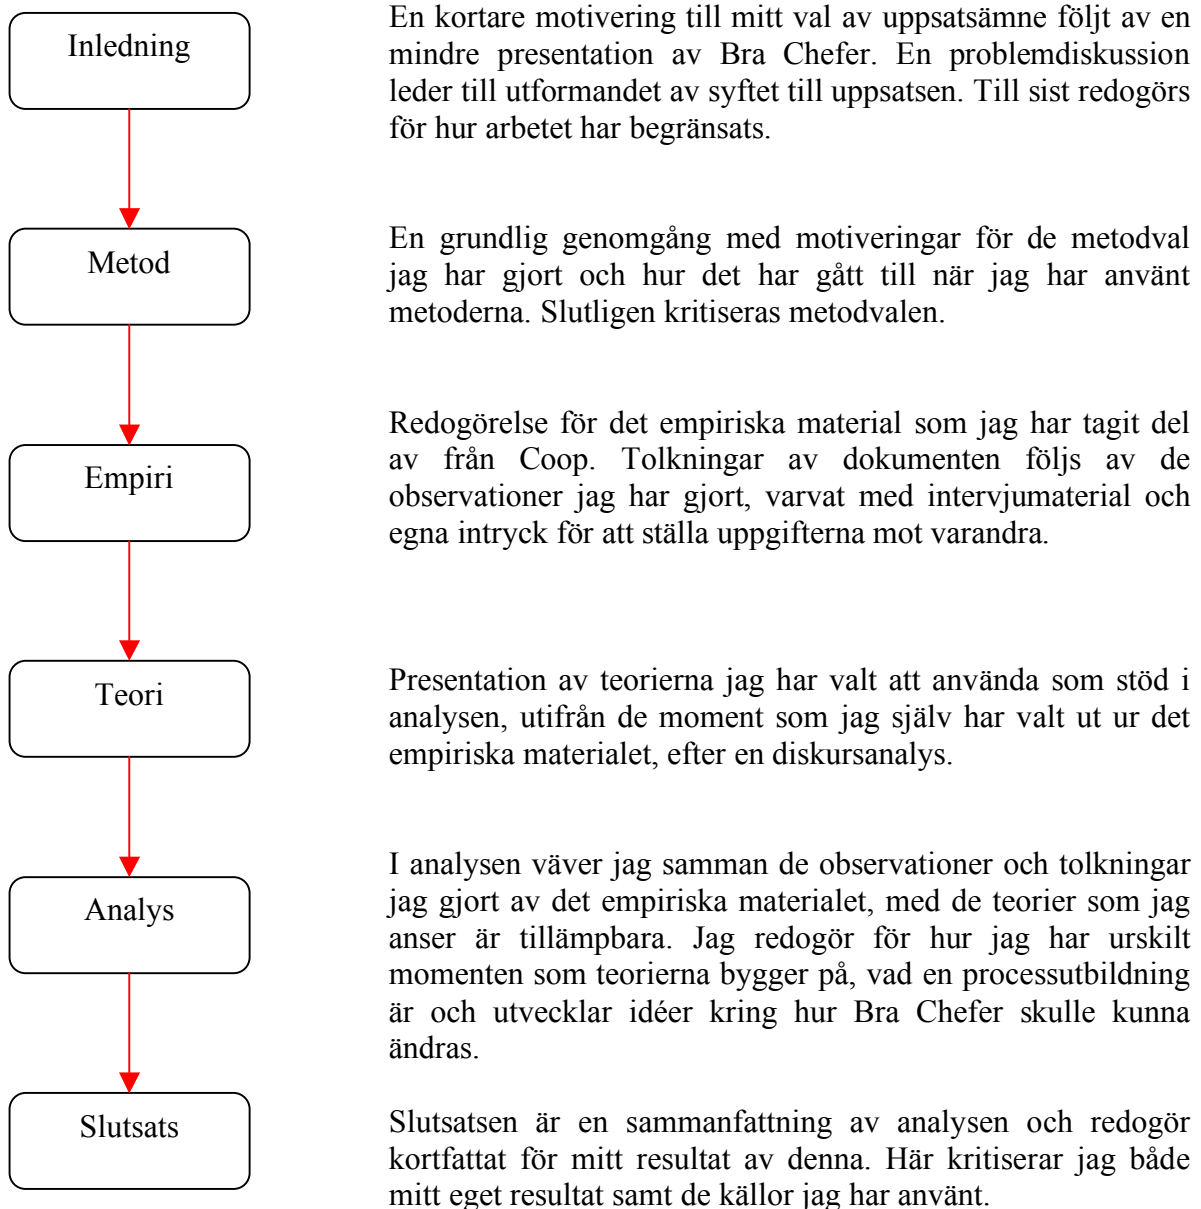 Inledning
En kortare motivering till mitt val av uppsatsämne följt av en
mindre presentation av Bra Chefer. En problemdiskussion
leder till utformandet av syftet till uppsatsen. Till sist redogörs
för hur arbetet har begränsats.
Metod
En grundlig genomgång med motiveringar för de metodval
jag har gjort och hur det har gått till när jag har använt
metoderna. Slutligen kritiseras metodvalen.
Empiri
Redogörelse för det empiriska material som jag har tagit del
av från Coop. Tolkningar av dokumenten följs av de
observationer jag har gjort, varvat med intervjumaterial och
egna intryck för att ställa uppgifterna mot varandra.
Teori
Presentation av teorierna jag har valt att använda som stöd i
analysen, utifrån de moment som jag själv har valt ut ur det
empiriska materialet, efter en diskursanalys.
Analys
I analysen väver jag samman de observationer och tolkningar
jag gjort av det empiriska materialet, med de teorier som jag
anser är tillämpbara. Jag redogör för hur jag har urskilt
momenten som teorierna bygger på, vad en processutbildning
är och utvecklar idéer kring hur Bra Chefer skulle kunna
ändras.
Slutsats
Slutsatsen är en sammanfattning av analysen och redogör
kortfattat för mitt resultat av denna. Här kritiserar jag både
mitt eget resultat samt de källor jag har använt.